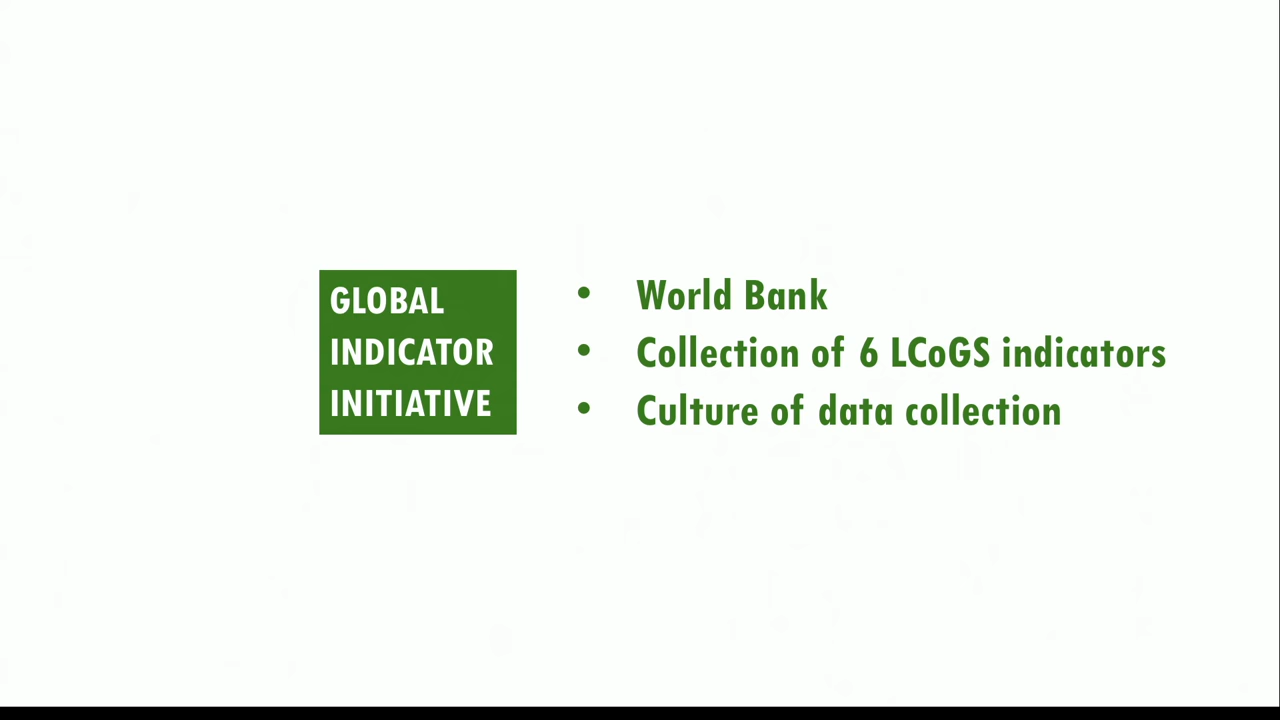 GLOBAL
INDICATOR
INITIATIVE
• World Bank
• Collection of 6 LCoGS indicators
• Culture of data collection